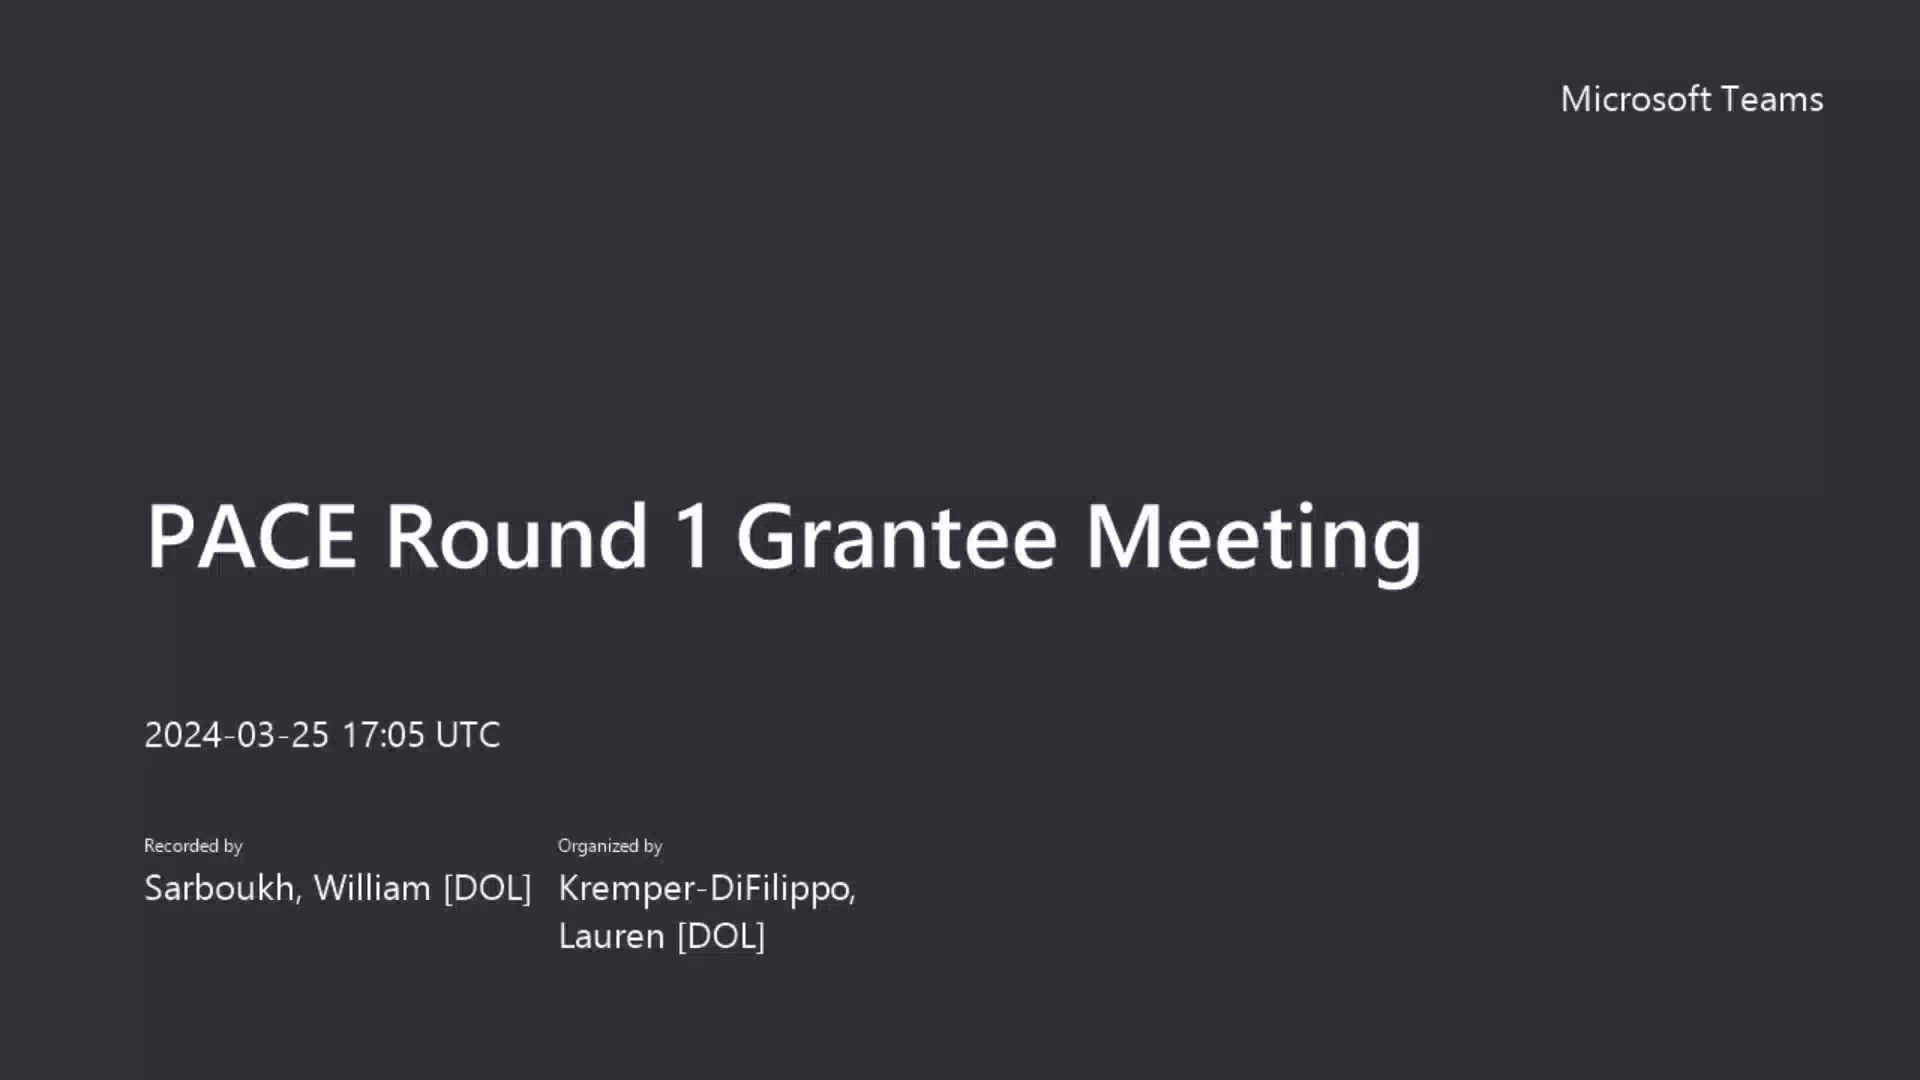 Microsoft Teams
PACE Round 1 Grantee Meeting
2024-03-25 17:05 UTC
Recorded by
Sarboukh, William [DOL]
Organized by
Kremper-DiFilippo,
Lauren [DOL]